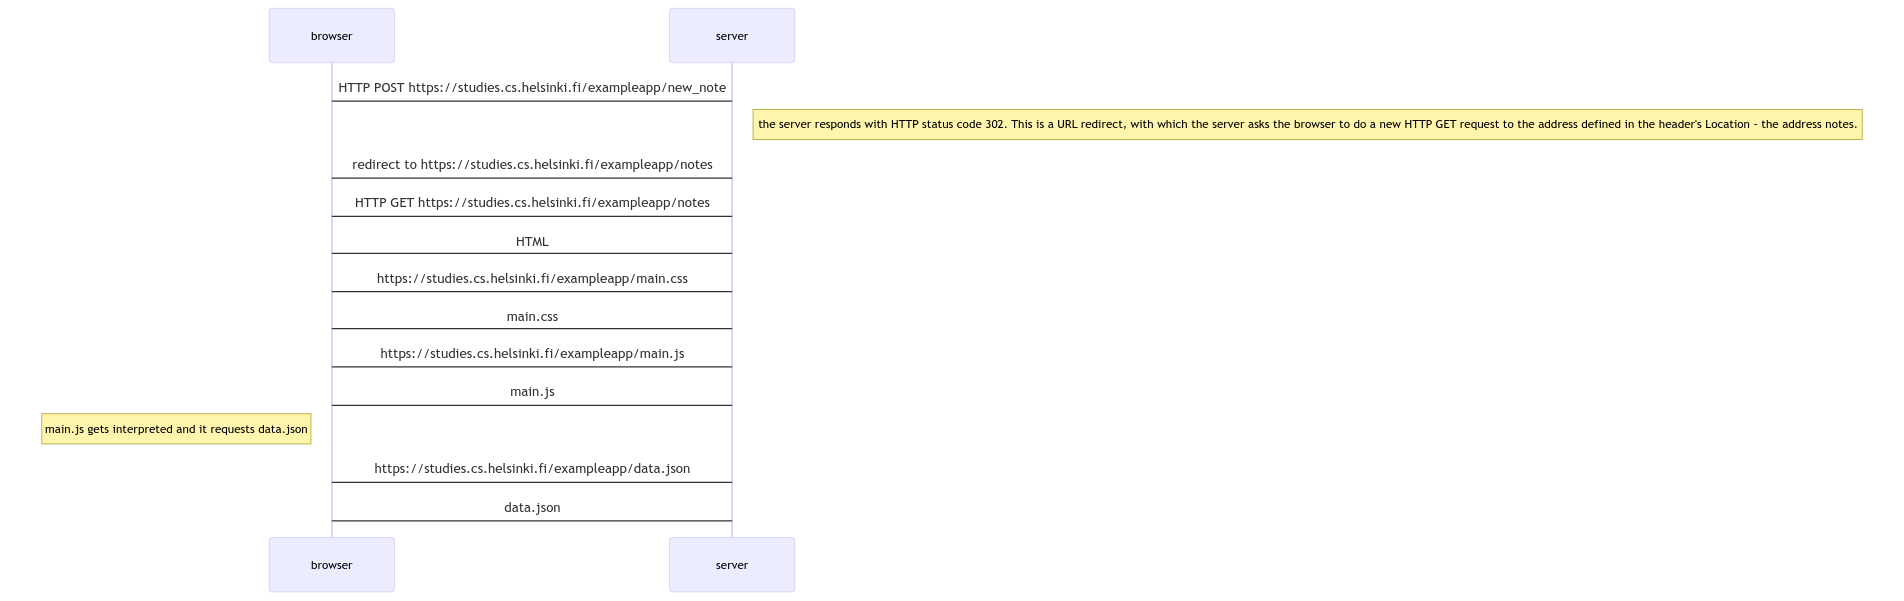 browser
server
HTTP POST https://studies.cs.helsinki.fi/exampleapp/new_note
the server responds with HTTP status code 302. This is a URL redirect, with which the server asks the browser to do a new HTTP GET request to the address defined in the header's Location - the address notes.
redirect to https://studies.cs.helsinki.fi/exampleapp/notes
HTTP GET https://studies.cs.helsinki.fi/exampleapp/notes
HTML
https://studies.cs.helsinki.fi/exampleapp/main.css
main.css
https://studies.cs.helsinki.fi/exampleapp/main.js
main.js
main.js gets interpreted and it requests data.json
https://studies.cs.helsinki.fi/exampleapp/data.json
data.json
browser
server